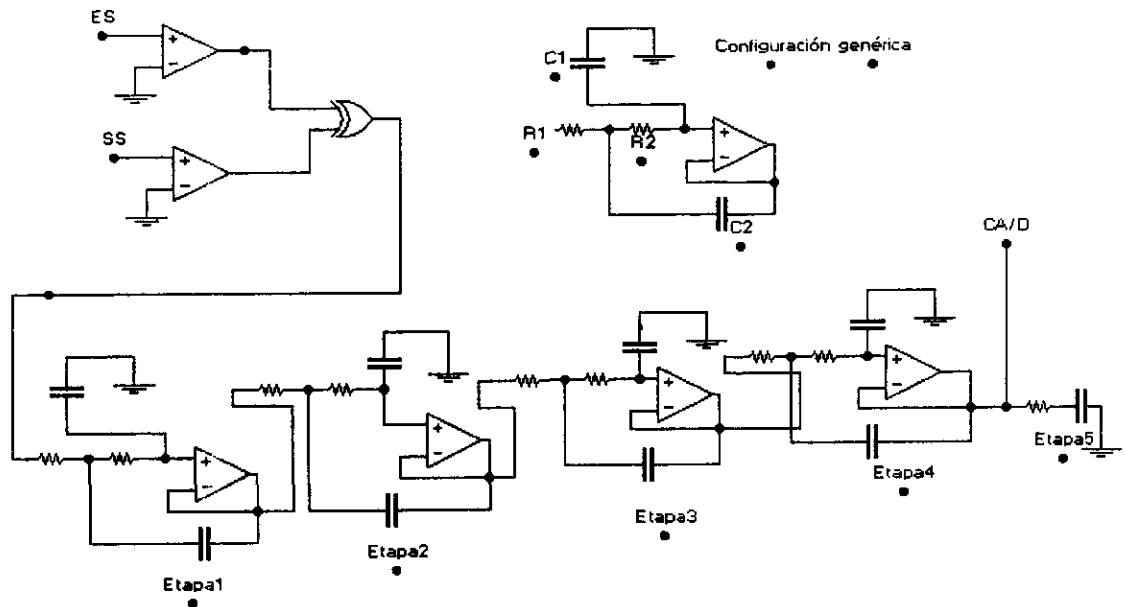 ES
+
−
SS
+
−
Configuración genérica
C1
R1
R2
+
−
C2
CA/D
+
−
Etapa1
+
−
Etapa2
+
−
Etapa3
+
−
Etapa4
Etapa5